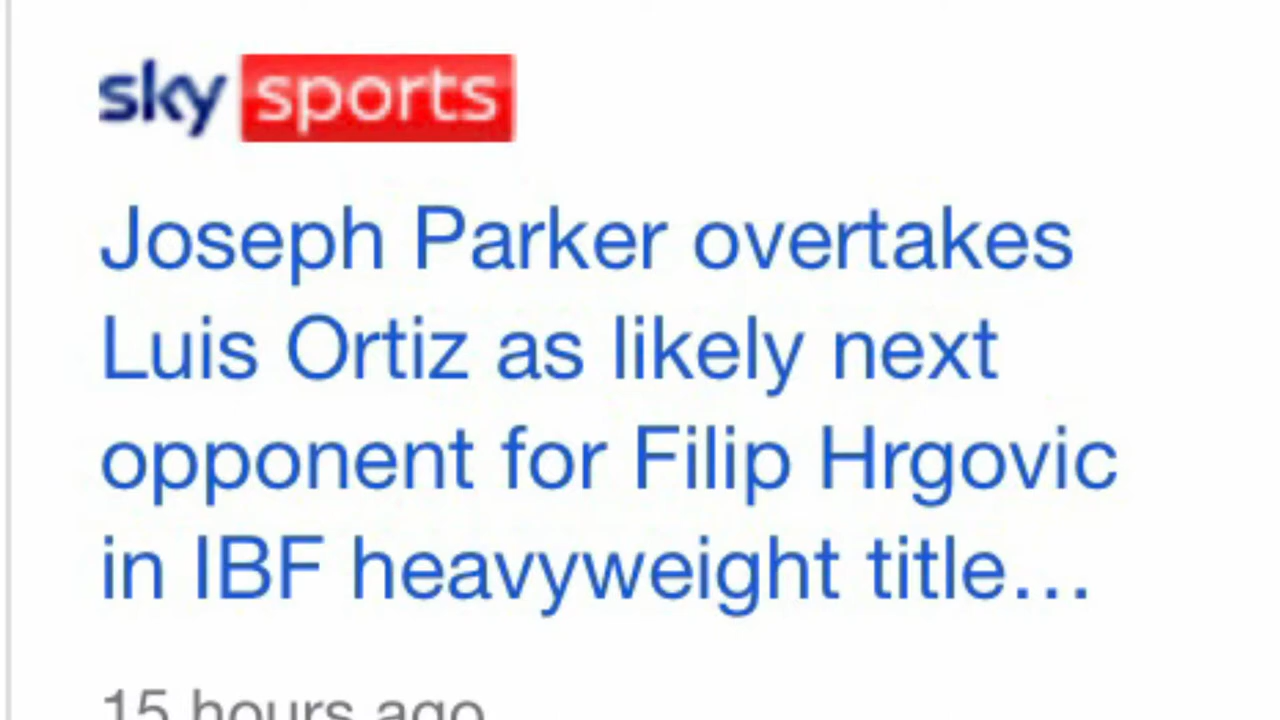 sky sports
Joseph Parker overtakes
Luis Ortiz as likely next
opponent for Filip Hrgovic
in IBF heavyweight title...
15 hours ago